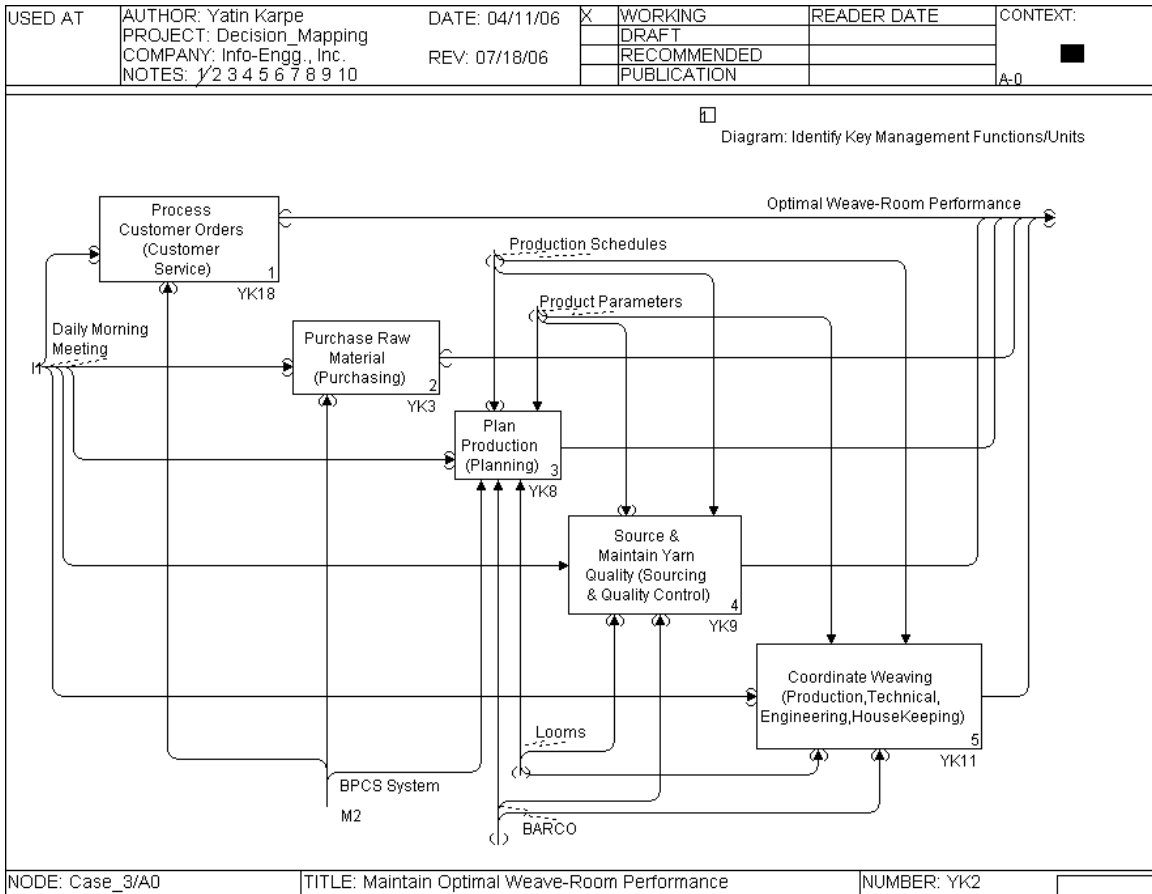 USED AT
AUTHOR: Yatin Karpe
DATE: 04/11/06
PROJECT: Decision_Mapping
COMPANY: Info-Engg., Inc.
REV: 07/18/06
NOTES: 1 2 3 4 5 6 7 8 9 10
X
WORKING
DRAFT
RECOMMENDED
PUBLICATION
READER DATE
CONTEXT:
A-0
1
Diagram: Identify Key Management Functions/Units
Process
Customer Orders
(Customer
Service)
1
YK18
Optimal Weave-Room Performance
Production Schedules
Product Parameters
Daily Morning
Meeting
I1
Purchase Raw
Material
(Purchasing)
2
YK3
Plan
Production
(Planning)
3
YK8
Source &
Maintain Yarn
Quality (Sourcing
& Quality Control)
4
YK9
Coordinate Weaving
(Production,Technical,
Engineering,HouseKeeping)
5
YK11
Looms
BPCS System
M2
BARCO
NODE: Case_3/A0
TITLE: Maintain Optimal Weave-Room Performance
NUMBER: YK2